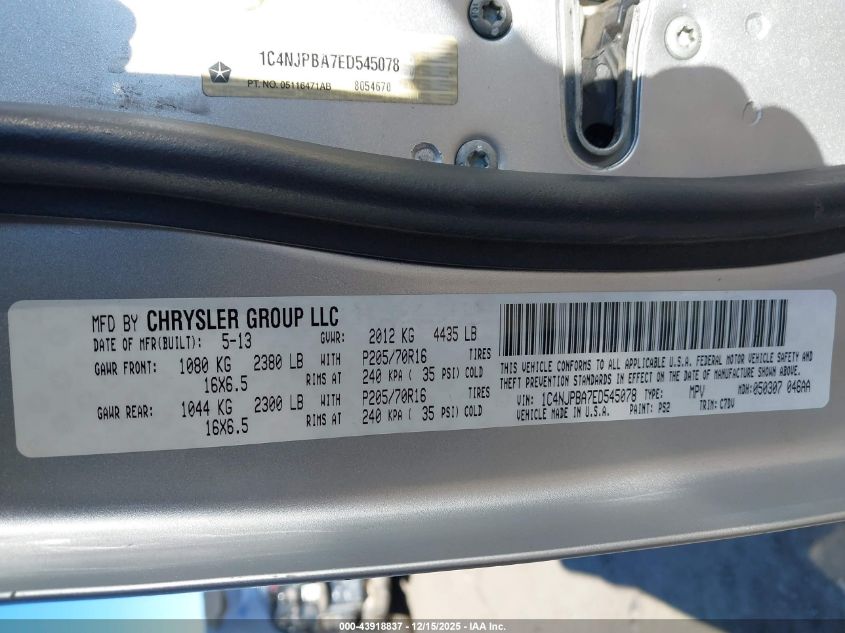 1C4NJPBA7ED545078
PT. NO. 05116471AB 8054670
MFD BY CHRYSLER GROUP LLC
DATE OF MFR(BUILT): 5-13 GVWR: 2012 KG 4435 LB
GAWR FRONT: 1080 KG 2380 LB WITH P205/70R16 TIRES
16X6.5 RIMS AT 240 KPA ( 35 PSI) COLD
GAWR REAR: 1044 KG 2300 LB WITH P205/70R16 TIRES
16X6.5 RIMS AT 240 KPA ( 35 PSI) COLD
THIS VEHICLE CONFORMS TO ALL APPLICABLE U.S.A. FEDERAL MOTOR VEHICLE SAFETY AND
THEFT PREVENTION STANDARDS IN EFFECT ON THE DATE OF MANUFACTURE SHOWN ABOVE.
VIN: 1C4NJPBA7ED545078 TYPE: MPV MDH: 050307 046AA
VEHICLE MADE IN U.S.A. PAINT: PS2 TRIM: C7DV
000-43918837 - 12/15/2025 - IAA Inc.